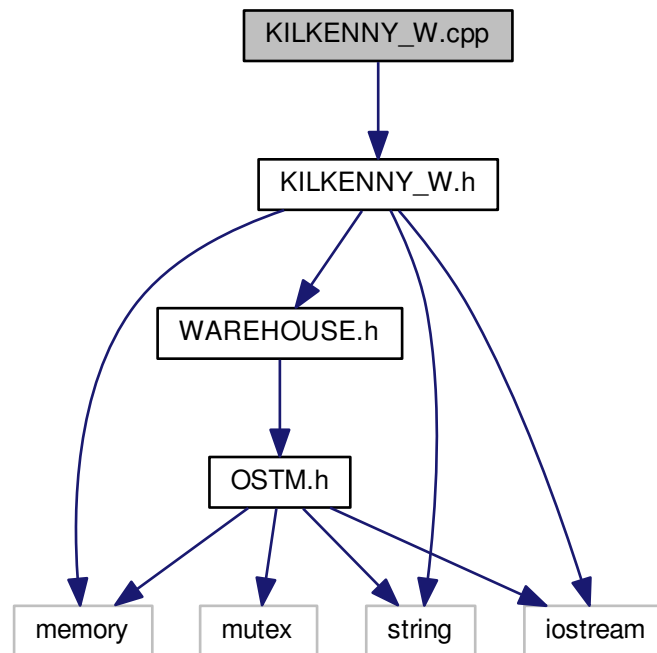 KILKENNY_W.cpp
KILKENNY_W.h
WAREHOUSE.h
OSTM.h
memory
mutex
string
iostream